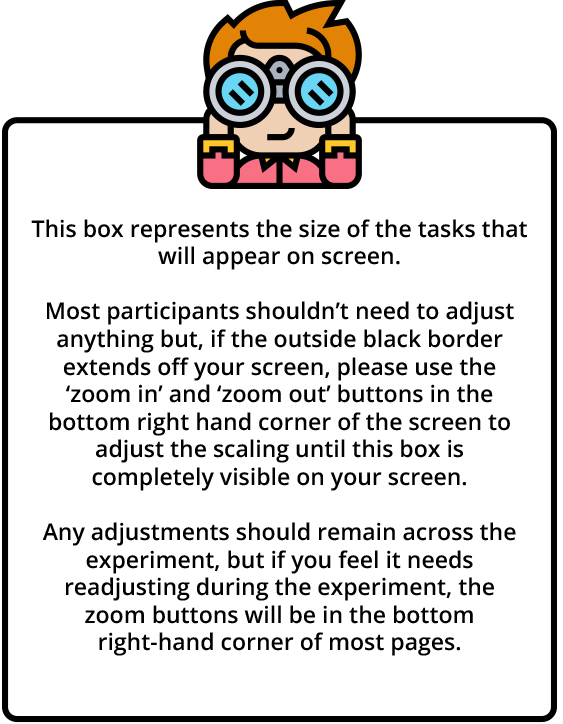 This box represents the size of the tasks that
will appear on screen.
Most participants shouldn’t need to adjust
anything but, if the outside black border
extends off your screen, please use the
‘zoom in’ and ‘zoom out’ buttons in the
bottom right hand corner of the screen to
adjust the scaling until this box is
completely visible on your screen.
Any adjustments should remain across the
experiment, but if you feel it needs
readjusting during the experiment, the
zoom buttons will be in the bottom
right-hand corner of most pages.